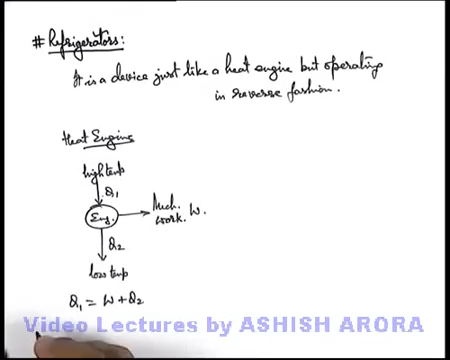 # Refrigerators:
It is a device just like a heat engine but operating
in reverse fashion.
Heat Engine
high temp
Q1
Eng.
Mech.
work. W.
Q2
low temp
Q1 = W + Q2
Video Lectures by ASHISH ARORA